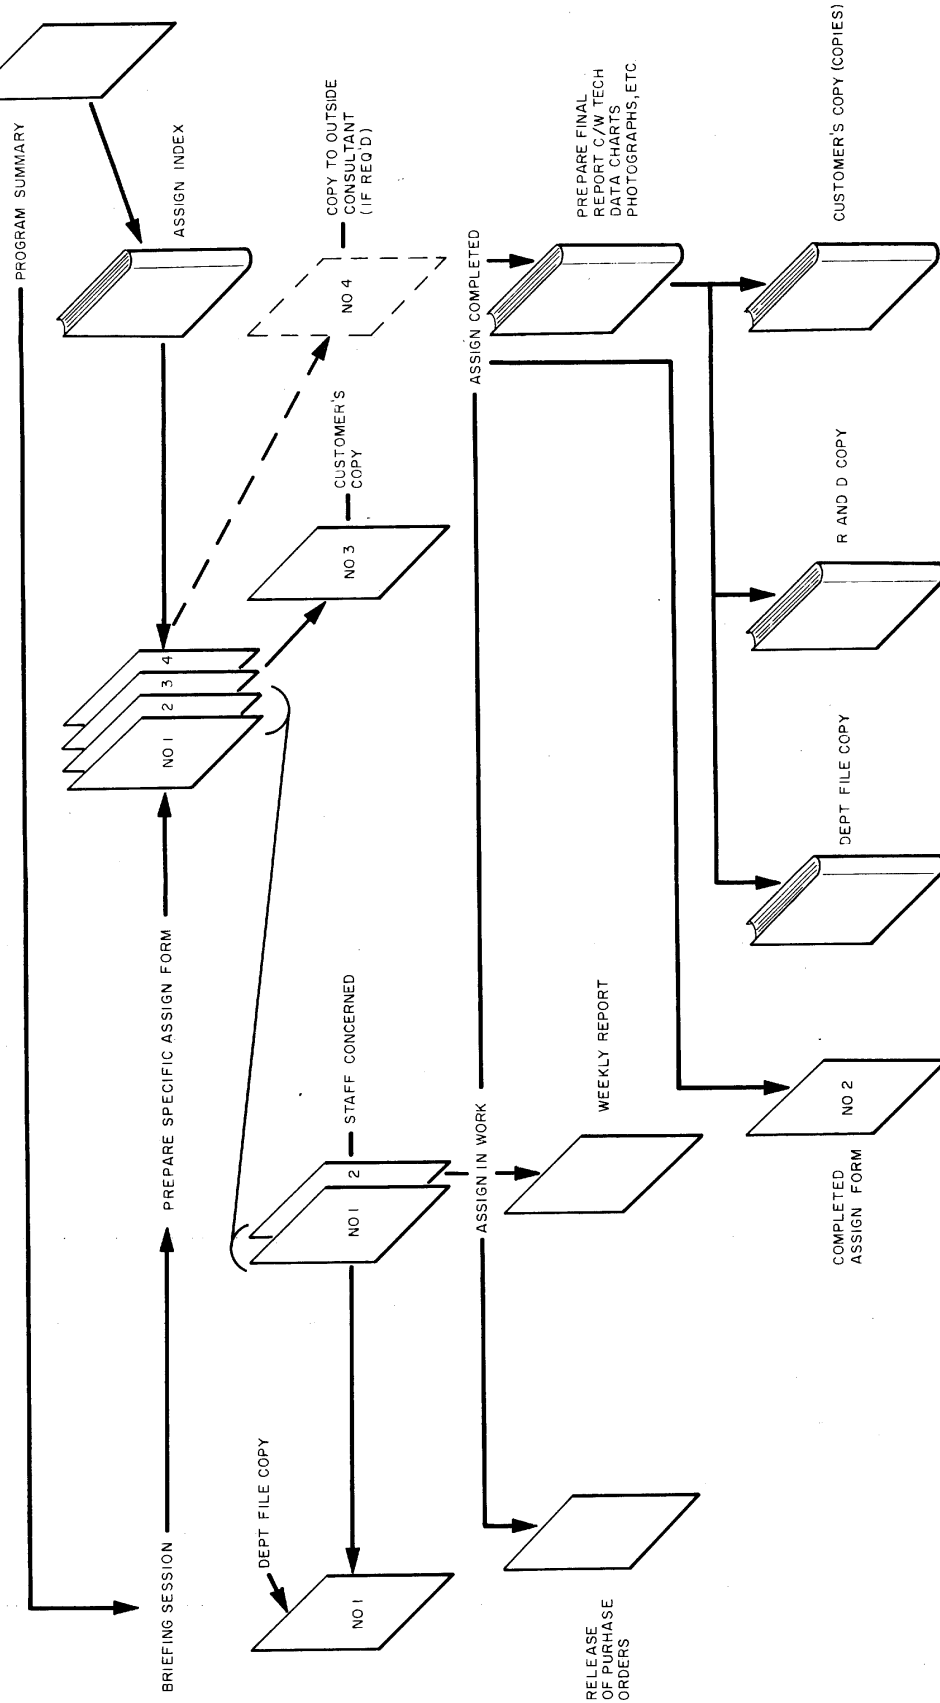 PROGRAM SUMMARY
BRIEFING SESSION
PREPARE SPECIFIC ASSIGN FORM
NO 1
2
3
4
ASSIGN INDEX
DEPT FILE COPY
NO 1
NO 1
2
STAFF CONCERNED
NO 3
CUSTOMER'S
COPY
NO 4
COPY TO OUTSIDE
CONSULTANT
(IF REQ'D)
ASSIGN IN WORK
ASSIGN COMPLETED
RELEASE
OF PURHASE
ORDERS
WEEKLY REPORT
PREPARE FINAL
REPORT C/W TECH
DATA CHARTS
PHOTOGRAPHS, ETC
COMPLETED
ASSIGN FORM
NO 2
DEPT FILE COPY
R AND D COPY
CUSTOMER'S COPY (COPIES)